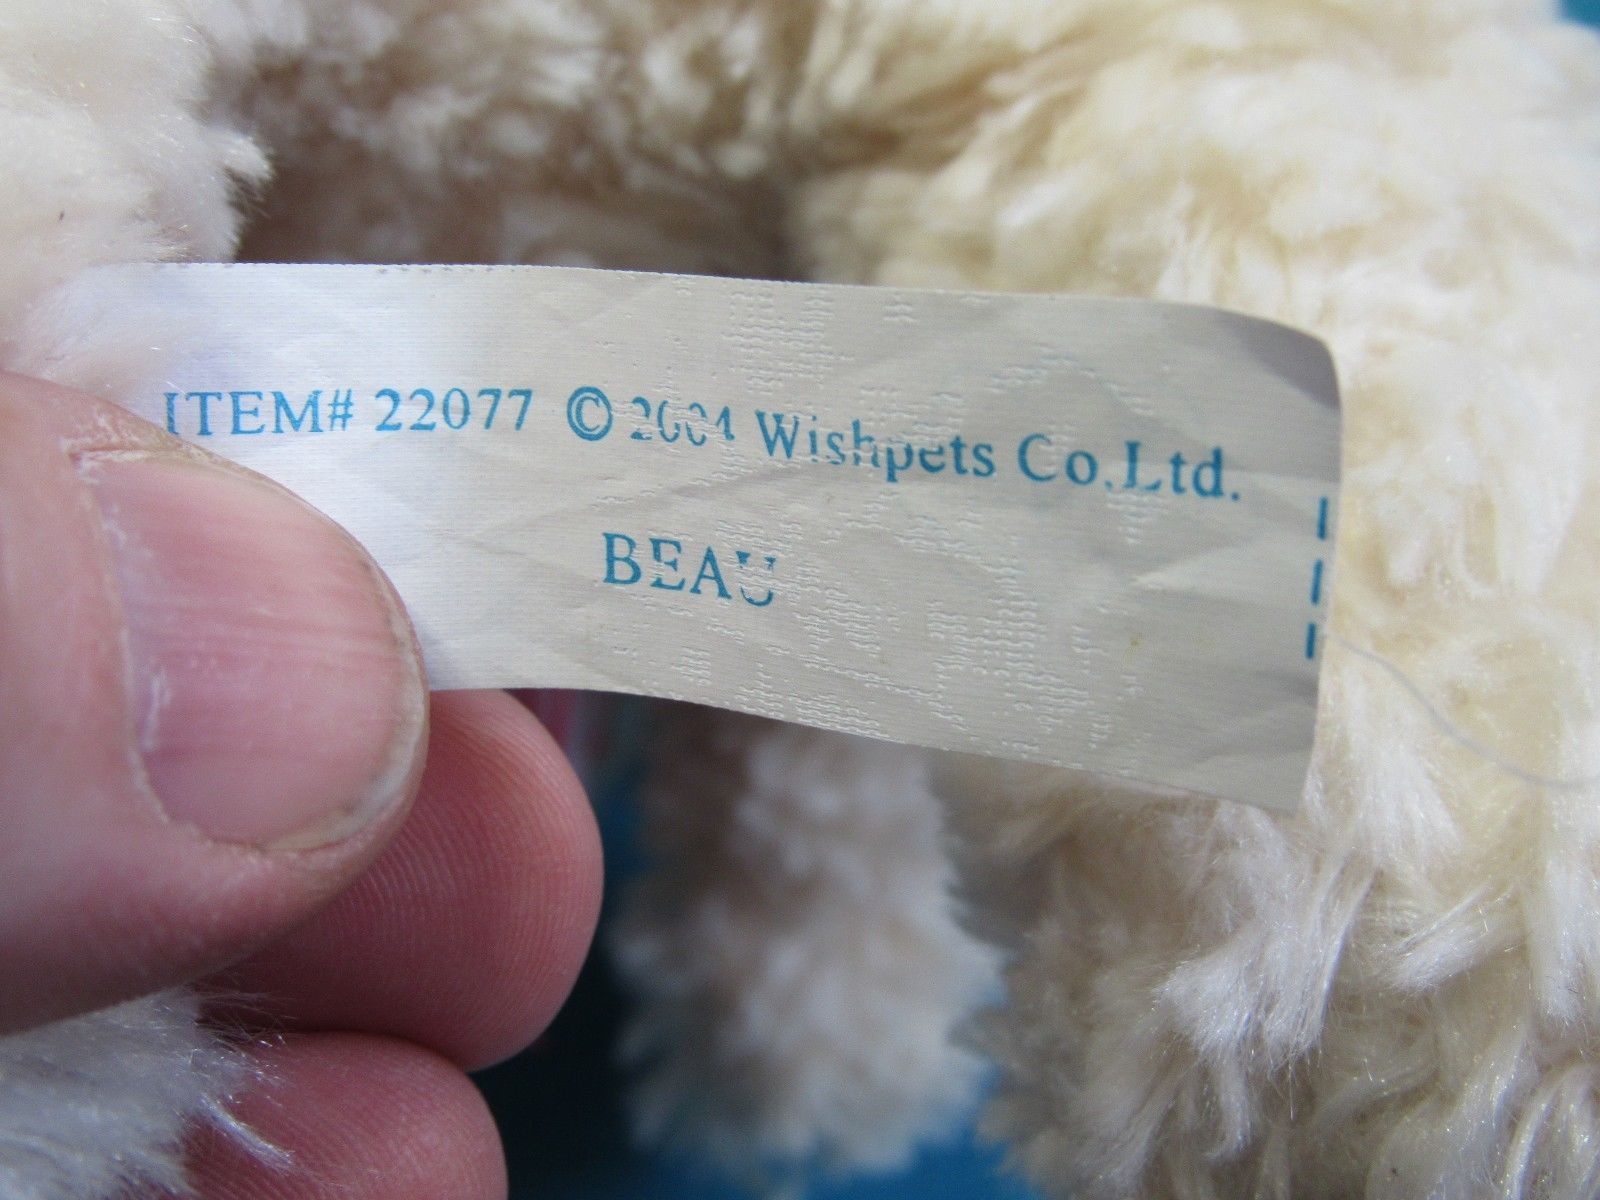 ITEM# 22077 © 2004 Wishpets Co.Ltd.
BEAU